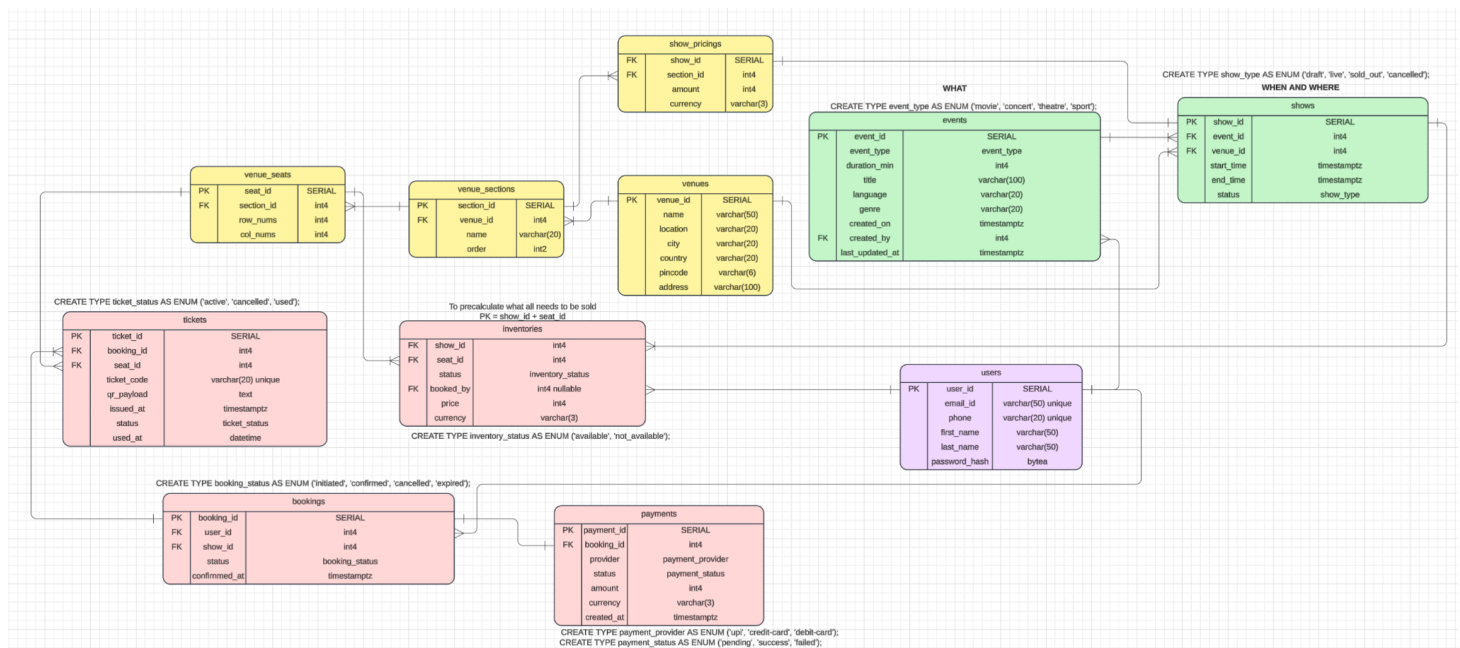 show_pricings
FK show_id SERIAL
FK section_id int4
amount int4
currency varchar(3)
CREATE TYPE show_type AS ENUM ('draft', 'live', 'sold_out', 'cancelled');
WHAT
WHEN AND WHERE
CREATE TYPE event_type AS ENUM ('movie', 'concert', 'theatre', 'sport');
events
PK event_id SERIAL
event_type event_type
duration_min int4
title varchar(100)
language varchar(20)
genre varchar(20)
created_on timestamptz
FK created_by int4
last_updated_at timestamptz
shows
PK show_id SERIAL
FK event_id int4
FK venue_id int4
start_time timestamptz
end_time timestamptz
status show_type
venue_seats
PK seat_id SERIAL
FK section_id int4
row_nums int4
col_nums int4
venue_sections
PK section_id SERIAL
FK venue_id int4
name varchar(20)
order int2
venues
PK venue_id SERIAL
name varchar(50)
location varchar(20)
city varchar(20)
country varchar(20)
pincode varchar(6)
address varchar(100)
CREATE TYPE ticket_status AS ENUM ('active', 'cancelled', 'used');
tickets
PK ticket_id SERIAL
FK booking_id int4
FK seat_id int4
ticket_code varchar(20) unique
qr_payload text
issued_at timestamptz
status ticket_status
used_at datetime
To precalculate what all needs to be sold
PK = show_id + seat_id
inventories
FK show_id int4
FK seat_id int4
status inventory_status
FK booked_by int4 nullable
price int4
currency varchar(3)
CREATE TYPE inventory_status AS ENUM ('available', 'not_available');
users
PK user_id SERIAL
email_id varchar(50) unique
phone varchar(20) unique
first_name varchar(50)
last_name varchar(50)
password_hash bytea
CREATE TYPE booking_status AS ENUM ('initiated', 'confirmed', 'cancelled', 'expired');
bookings
PK booking_id SERIAL
FK user_id int4
FK show_id int4
status booking_status
confirmmed_at timestamptz
payments
PK payment_id SERIAL
FK booking_id int4
provider payment_provider
status payment_status
amount int4
currency varchar(3)
created_at timestamptz
CREATE TYPE payment_provider AS ENUM ('upi', 'credit-card', 'debit-card');
CREATE TYPE payment_status AS ENUM ('pending', 'success', 'failed');